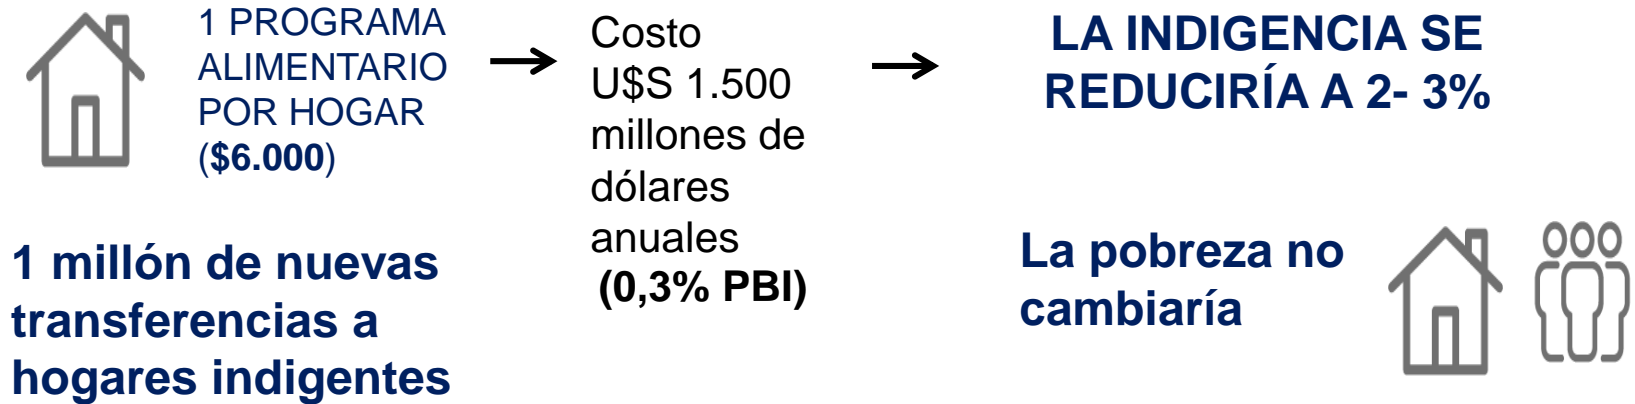 1 PROGRAMA
ALIMENTARIO
POR HOGAR
($6.000)
1 millón de nuevas
transferencias a
hogares indigentes
Costo
U$S 1.500
millones de
dólares
anuales
(0,3% PBI)
LA INDIGENCIA SE
REDUCIRÍA A 2- 3%
La pobreza no
cambiaría